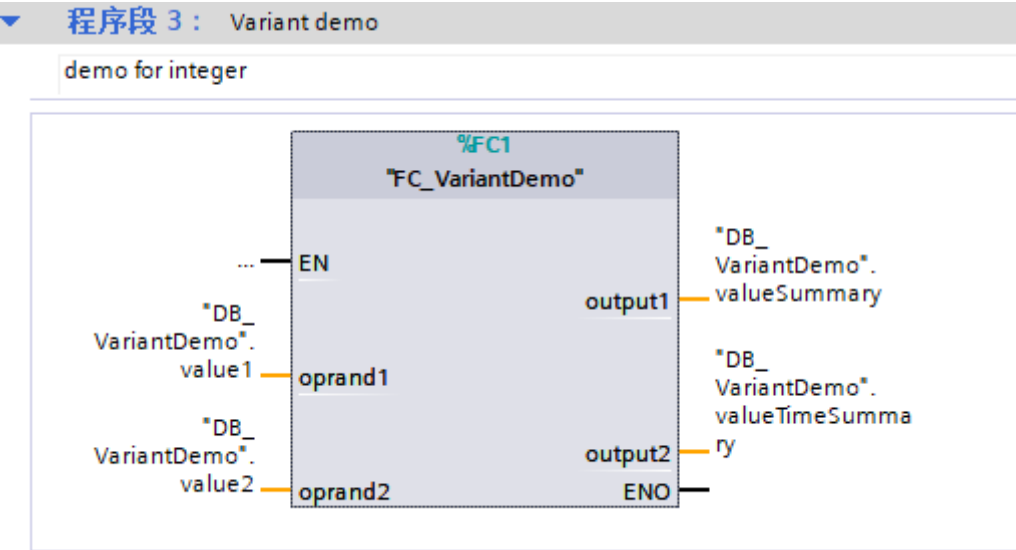 程序段 3： Variant demo
demo for integer
%FC1
"FC_VariantDemo"
... EN
"DB_
VariantDemo".
value1
oprand1
"DB_
VariantDemo".
value2
oprand2
output1
"DB_
VariantDemo".
valueSummary
output2
"DB_
VariantDemo".
valueTimeSumma
ry
ENO